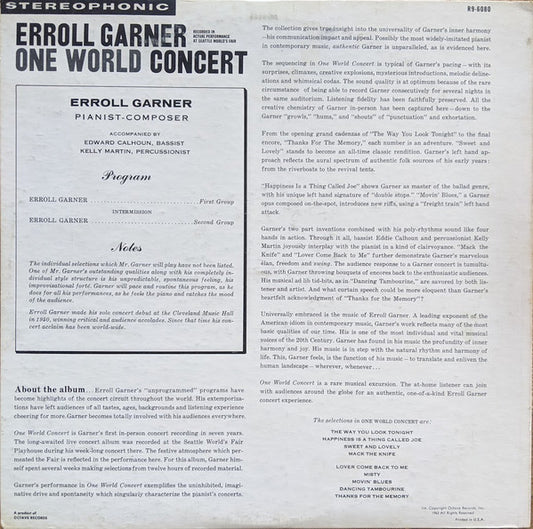 STEREOPHONIC
R9-6080
ERROLL GARNER
RECORDED IN
ACTUAL PERFORMANCE
AT SEATTLE WORLD'S FAIR
ONE WORLD CONCERT
ERROLL GARNER
PIANIST-COMPOSER
ACCOMPANIED BY
EDWARD CALHOUN, BASSIST
KELLY MARTIN, PERCUSSIONIST
Program
ERROLL GARNER ........................ First Group
INTERMISSION
ERROLL GARNER ........................ Second Group
Notes
The individual selections which Mr. Garner will play have not been listed.
One of Mr. Garner's outstanding qualities along with his completely in-
dividual style structure is his unpredictable, spontaneous feeling, his
improvisational forté. Garner will pace and routine this program, as he
does for all his performances, as he feels the piano and catches the mood
of the audience.
Erroll Garner made his solo concert debut at the Cleveland Music Hall
in 1950, winning critical and audience accolades. Since that time his con-
cert acclaim has been world-wide.
About the album... Erroll Garner's "unprogrammed" programs have
become highlights of the concert circuit throughout the world. His extemporisa-
tions have left audiences of all tastes, ages, backgrounds and listening experience
cheering for more. Garner becomes totally involved with his audiences everywhere.
One World Concert is Garner's first in-person concert recording in seven years.
The long-awaited live concert album was recorded at the Seattle World's Fair
Playhouse during his week-long concert there. The festive atmosphere which per-
meated the Fair is reflected in the performance here. For this album, Garner him-
self spent several weeks making selections from twelve hours of recorded material.
Garner's performance in One World Concert exemplifies the uninhibited, imagi-
native drive and spontaneity which singularly characterize the pianist's concerts.
A product of
OCTAVE RECORDS
The collection gives true insight into the universality of Garner's inner harmony
– his communication impact and appeal. Possibly the most widely-imitated pianist
in contemporary music, authentic Garner is unparalleled, as is evidenced here.
The sequencing in One World Concert is typical of Garner's pacing – with its
surprises, climaxes, creative explosions, mysterious introductions, melodic deline-
ations and whimsical codas. The sound quality is at optimum because of the rare
circumstance of being able to record Garner consecutively for several nights in
the same auditorium. Listening fidelity has been faithfully preserved. All the
creative chemistry of Garner in-person has been captured here – down to the
Garner "growls," "hums," and "shouts" of "punctuation" and exhortation.
From the opening grand cadenzas of "The Way You Look Tonight" to the final
encore, "Thanks For the Memory," each number is an adventure. "Sweet and
Lovely" stands to become an all-time classic rendition. Garner's left hand ap-
proach reflects the aural spectrum of authentic folk sources of his early years:
from the riverboats to the revival tents.
"Happiness Is a Thing Called Joe" shows Garner as master of the ballad genre,
with his unique left hand signature of "double stops." "Movin' Blues," a Garner
opus composed on-the-spot, introduces new riffs, using a "freight train" left hand
attack.
Garner's two part inventions combined with his poly-rhythms sound like four
hands in action. Through it all, bassist Eddie Calhoun and percussionist Kelly
Martin joyously interplay with the pianist in a kind of clairvoyance. "Mack the
Knife" and "Lover Come Back to Me" further demonstrate Garner's marvelous
élan, freedom and swing. The audience response to a Garner concert is tumultu-
ous, with Garner throwing bouquets of encores back to the enthusiastic audiences.
His musical ad lib tid-bits, as in "Dancing Tambourine," are savored by both lis-
tener and artist. And what curtain speech could be more eloquent than Garner's
heartfelt acknowledgment of "Thanks for the Memory"?
Universally embraced is the music of Erroll Garner. A leading exponent of the
American idiom in contemporary music, Garner's work reflects many of the most
basic qualities of our time. His is one of the most individual and vital musical
voices of the 20th Century. Garner has found in his music the profundity of inner
harmony and joy. His music is in step with the natural rhythm and harmony of
life. This, Garner feels, is the function of his music – to translate and enliven the
human landscape – wherever, whenever . . .
One World Concert is a rare musical excursion. The at-home listener can join
with audiences around the globe for an authentic, one-of-a-kind Erroll Garner
concert experience.
The selections in ONE WORLD CONCERT are:
THE WAY YOU LOOK TONIGHT
HAPPINESS IS A THING CALLED JOE
SWEET AND LOVELY
MACK THE KNIFE
LOVER COME BACK TO ME
MISTY
MOVIN' BLUES
DANCING TAMBOURINE
THANKS FOR THE MEMORY
Copyright Octave Records, Inc.
Printed in U.S.A.